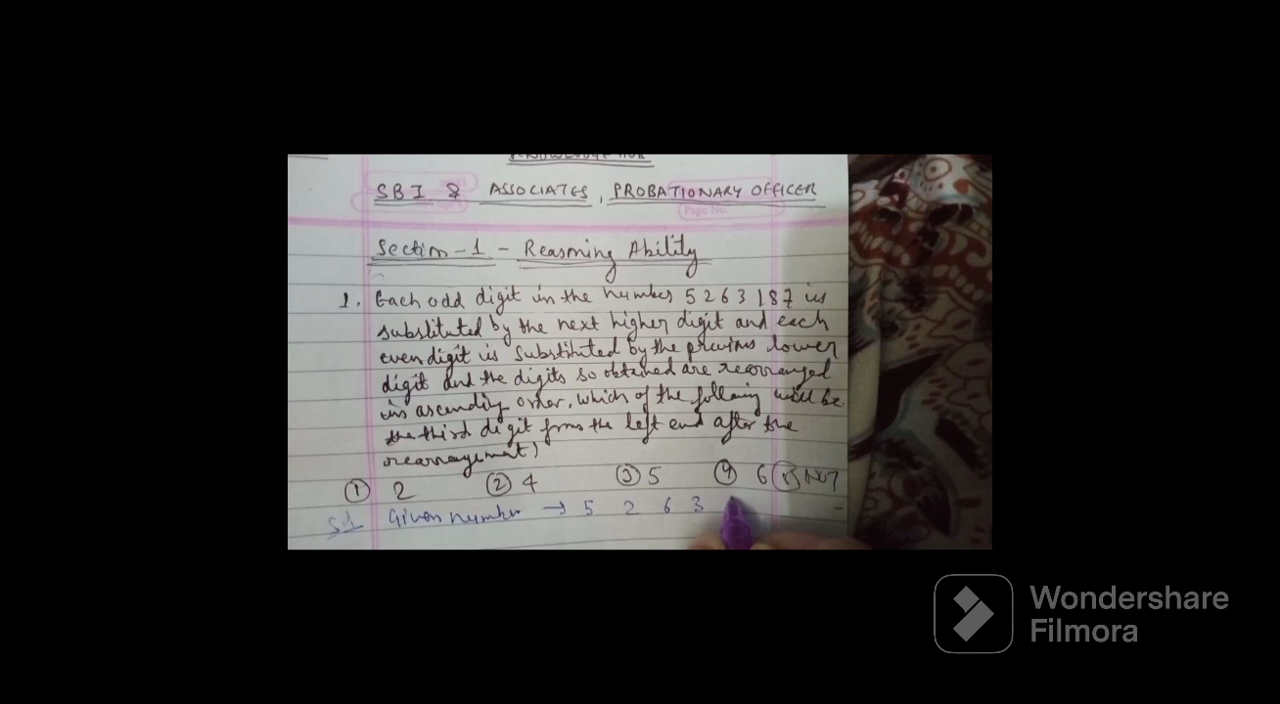 SBI & ASSOCIATES, PROBATIONARY OFFICER
Page No.
Section-1 - Reasoning Ability
1. Each odd digit in the number 5263187 is
substituted by the next higher digit and each
even digit is substituted by the previous lower
digit and the digits so obtained are rearranged
in ascending order, which of the following will be
the third digit from the left end after the
rearrangement)
① 2 ② 4 ③ 5 ④ 6 ⑤ NOT
Sol Given number → 5 2 6 3
Wondershare
Filmora